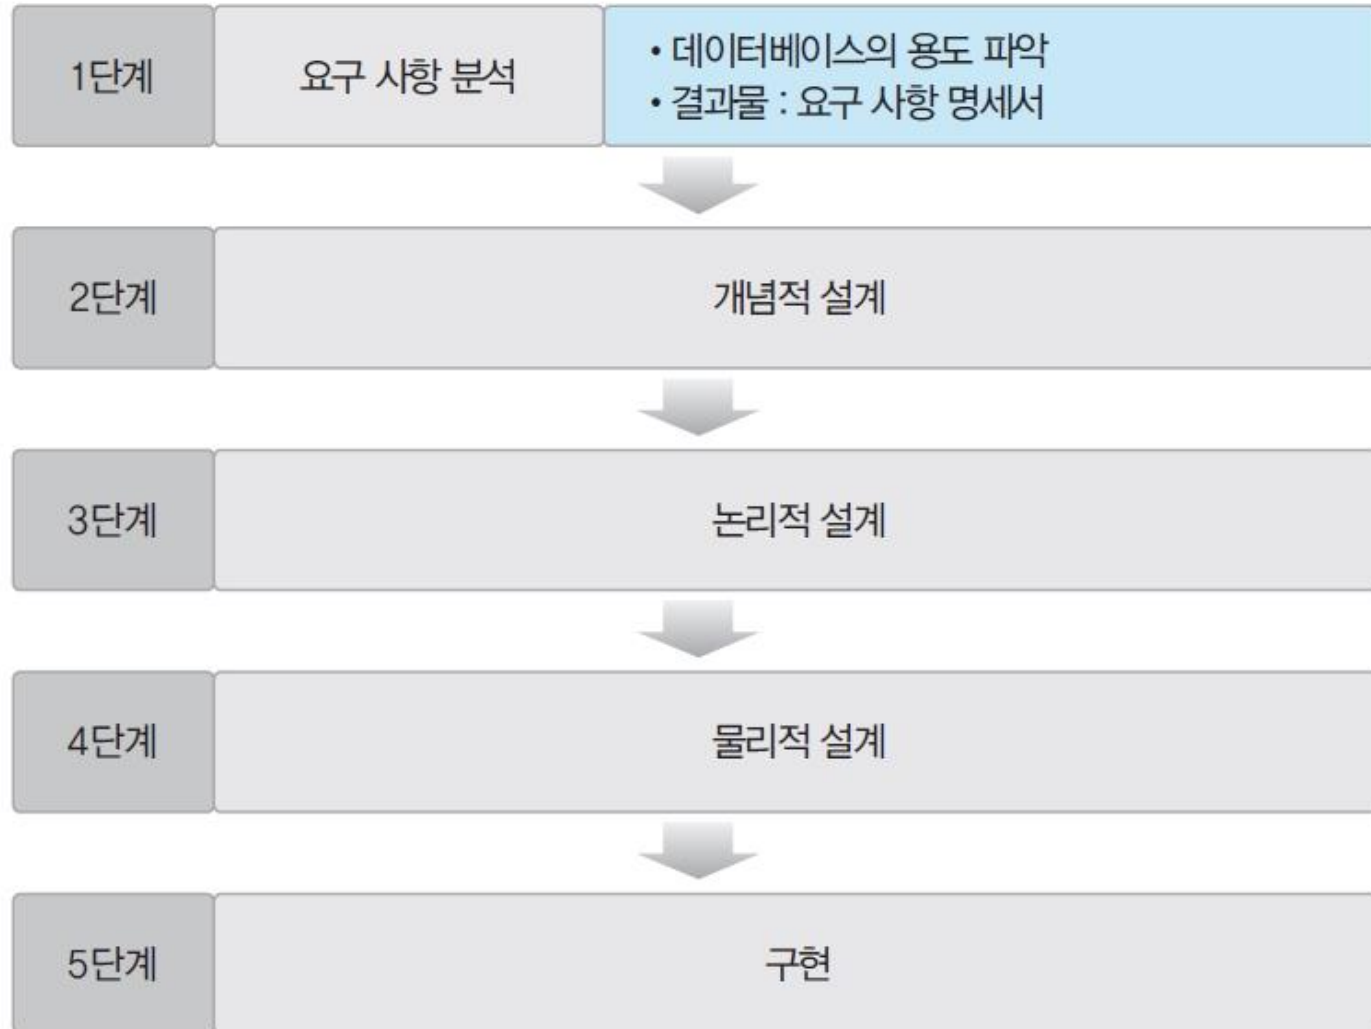 1단계
요구 사항 분석
• 데이터베이스의 용도 파악
• 결과물 : 요구 사항 명세서
2단계
개념적 설계
3단계
논리적 설계
4단계
물리적 설계
5단계
구현